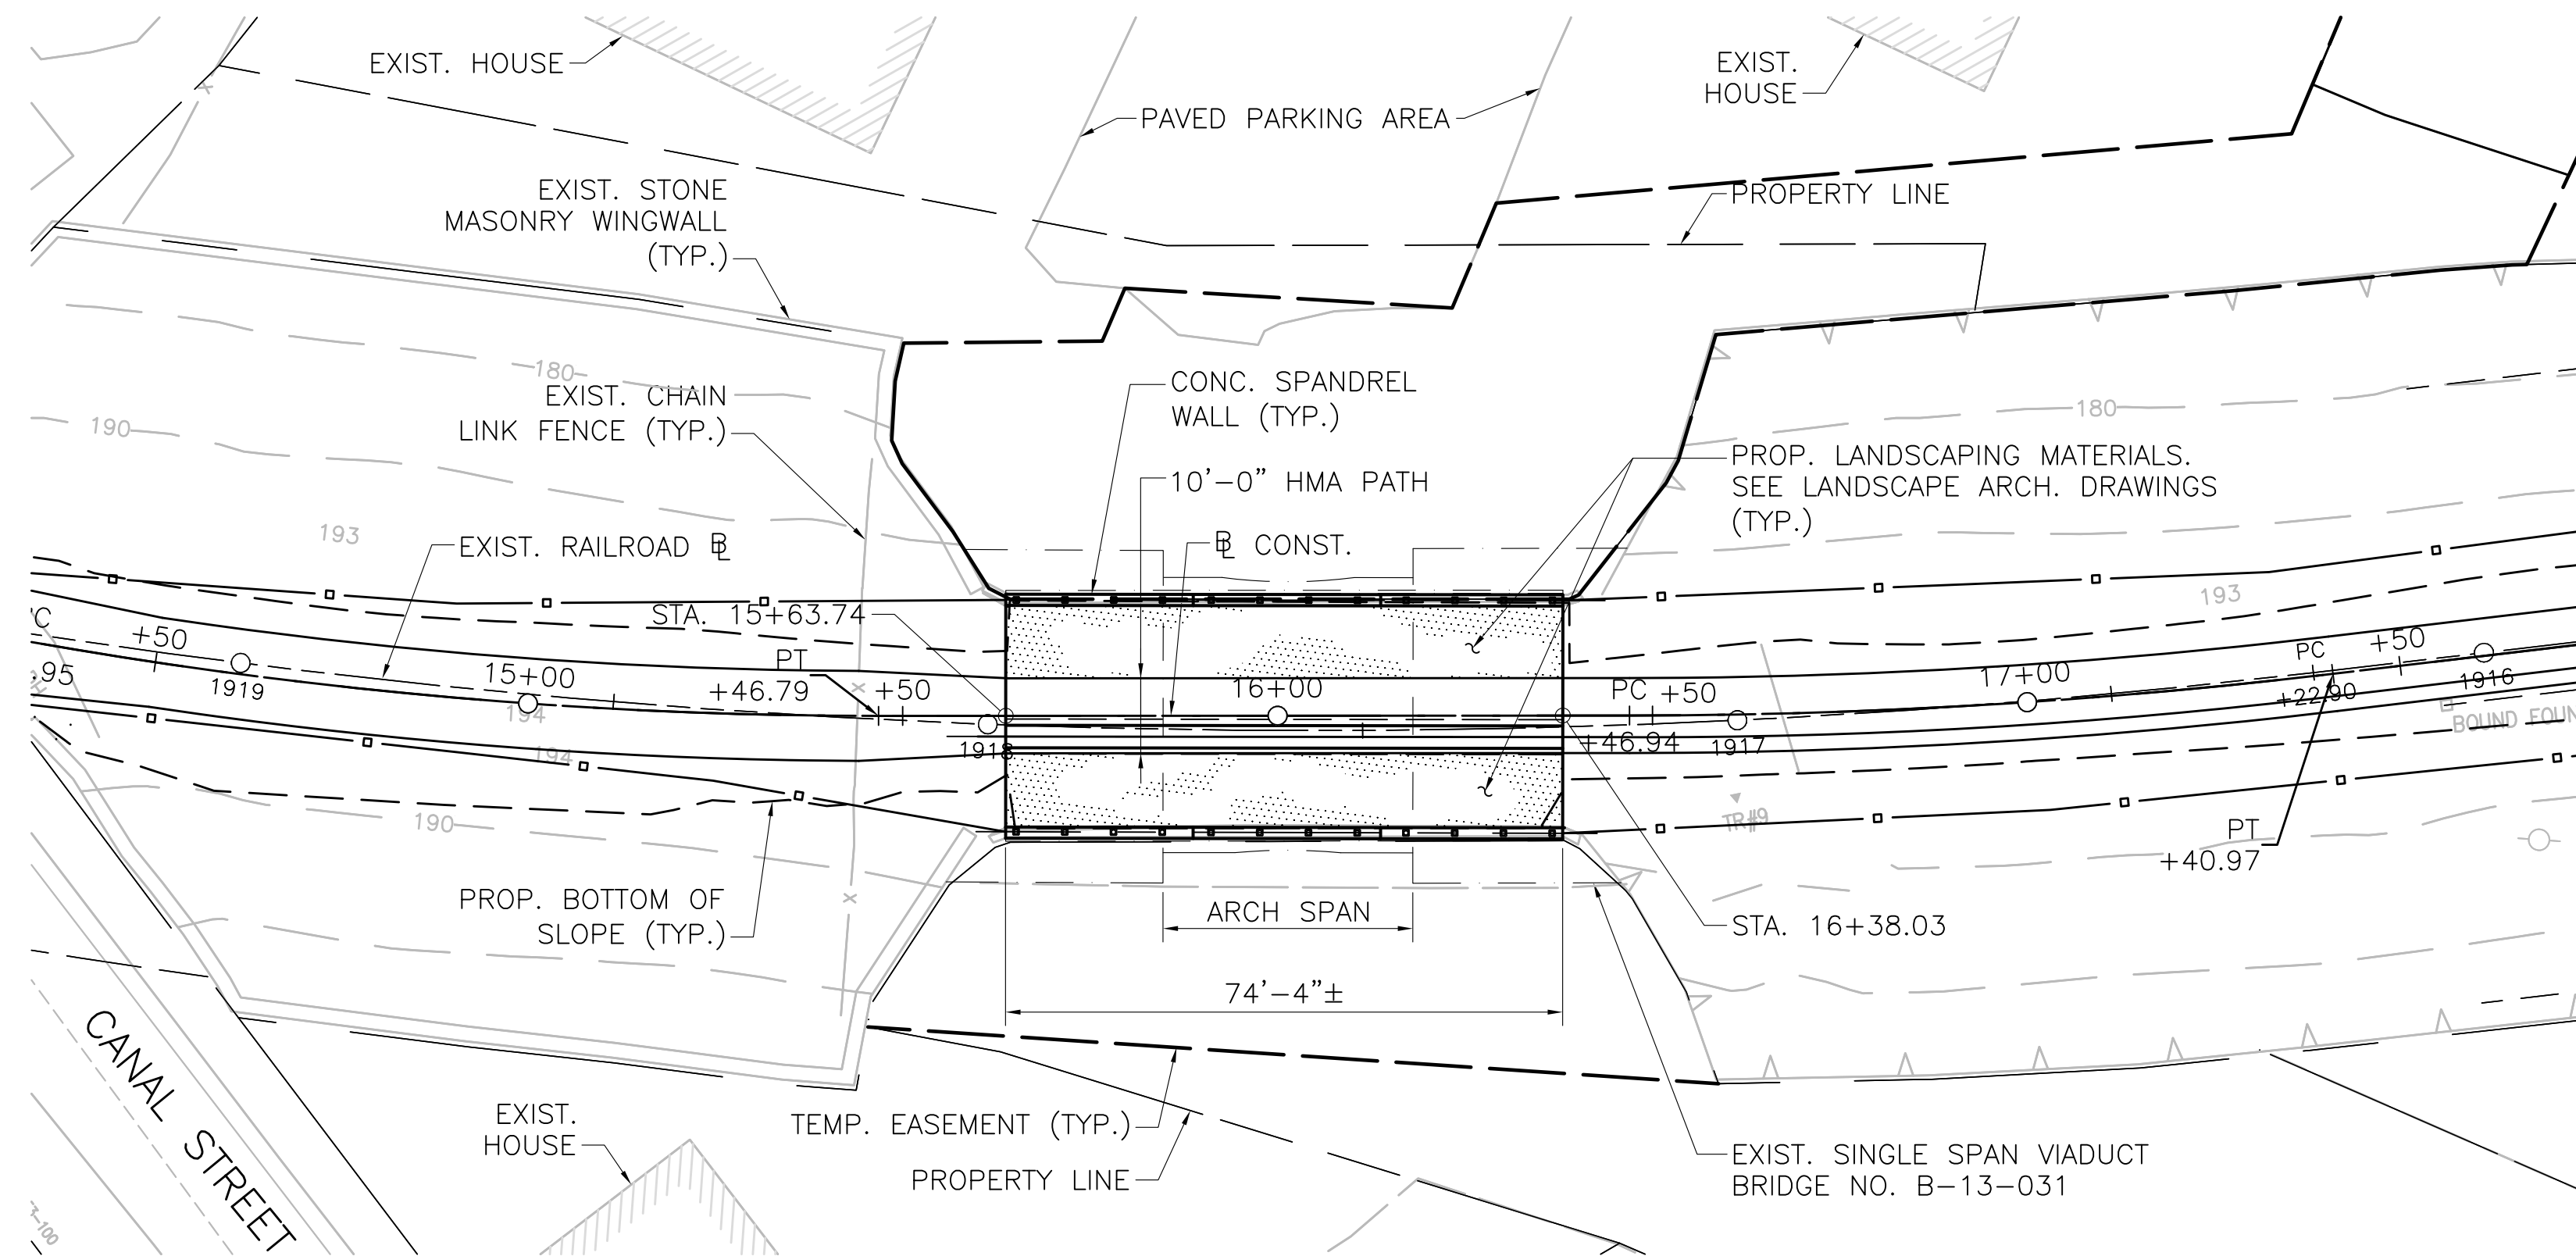 EXIST. HOUSE
EXIST.
HOUSE
PAVED PARKING AREA
EXIST. STONE
MASONRY WINGWALL
(TYP.)
PROPERTY LINE
180
EXIST. CHAIN
LINK FENCE (TYP.)
190
CONC. SPANDREL
WALL (TYP.)
180
10'-0" HMA PATH
PROP. LANDSCAPING MATERIALS.
SEE LANDSCAPE ARCH. DRAWINGS
(TYP.)
193
EXIST. RAILROAD BL
BL CONST.
193
STA. 15+63.74
+50
1919
15+00
PT
+46.79
+50
16+00
PC
+50
17+00
PC
+50
.95
194
194
1918
+46.94
1917
+22.90
1916
190
TR#9
PT
+40.97
PROP. BOTTOM OF
SLOPE (TYP.)
ARCH SPAN
STA. 16+38.03
74'-4"±
CANAL STREET
EXIST.
HOUSE
TEMP. EASEMENT (TYP.)
PROPERTY LINE
EXIST. SINGLE SPAN VIADUCT
BRIDGE NO. B-13-031